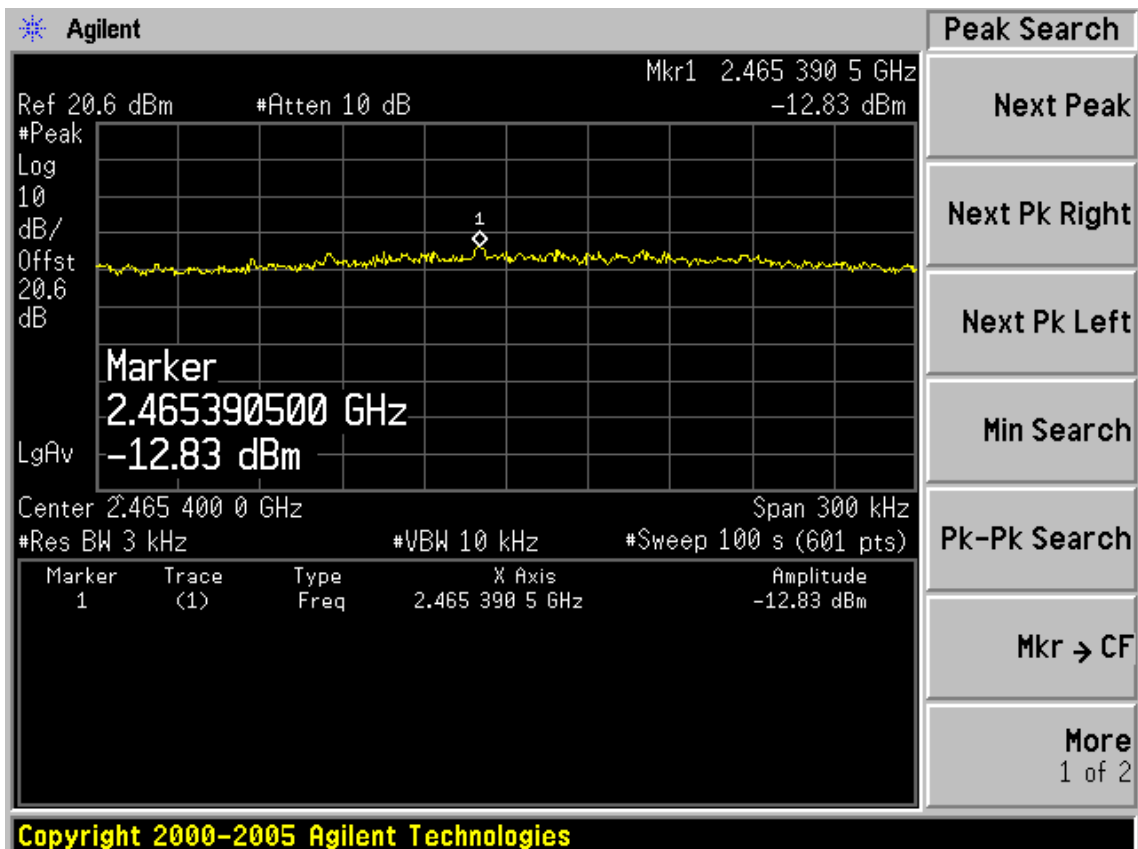 Agilent
Peak Search
Mkr1 2.465 390 5 GHz
Ref 20.6 dBm #Atten 10 dB -12.83 dBm
#Peak
Log
10
dB/
Offst
20.6
dB
1
Marker
2.465390500 GHz
-12.83 dBm
LgAv
Center 2.465 400 0 GHz Span 300 kHz
#Res BW 3 kHz #VBW 10 kHz #Sweep 100 s (601 pts)
Marker Trace Type X Axis Amplitude
1 (1) Freq 2.465 390 5 GHz -12.83 dBm
Next Peak
Next Pk Right
Next Pk Left
Min Search
Pk-Pk Search
Mkr → CF
More
1 of 2
Copyright 2000-2005 Agilent Technologies